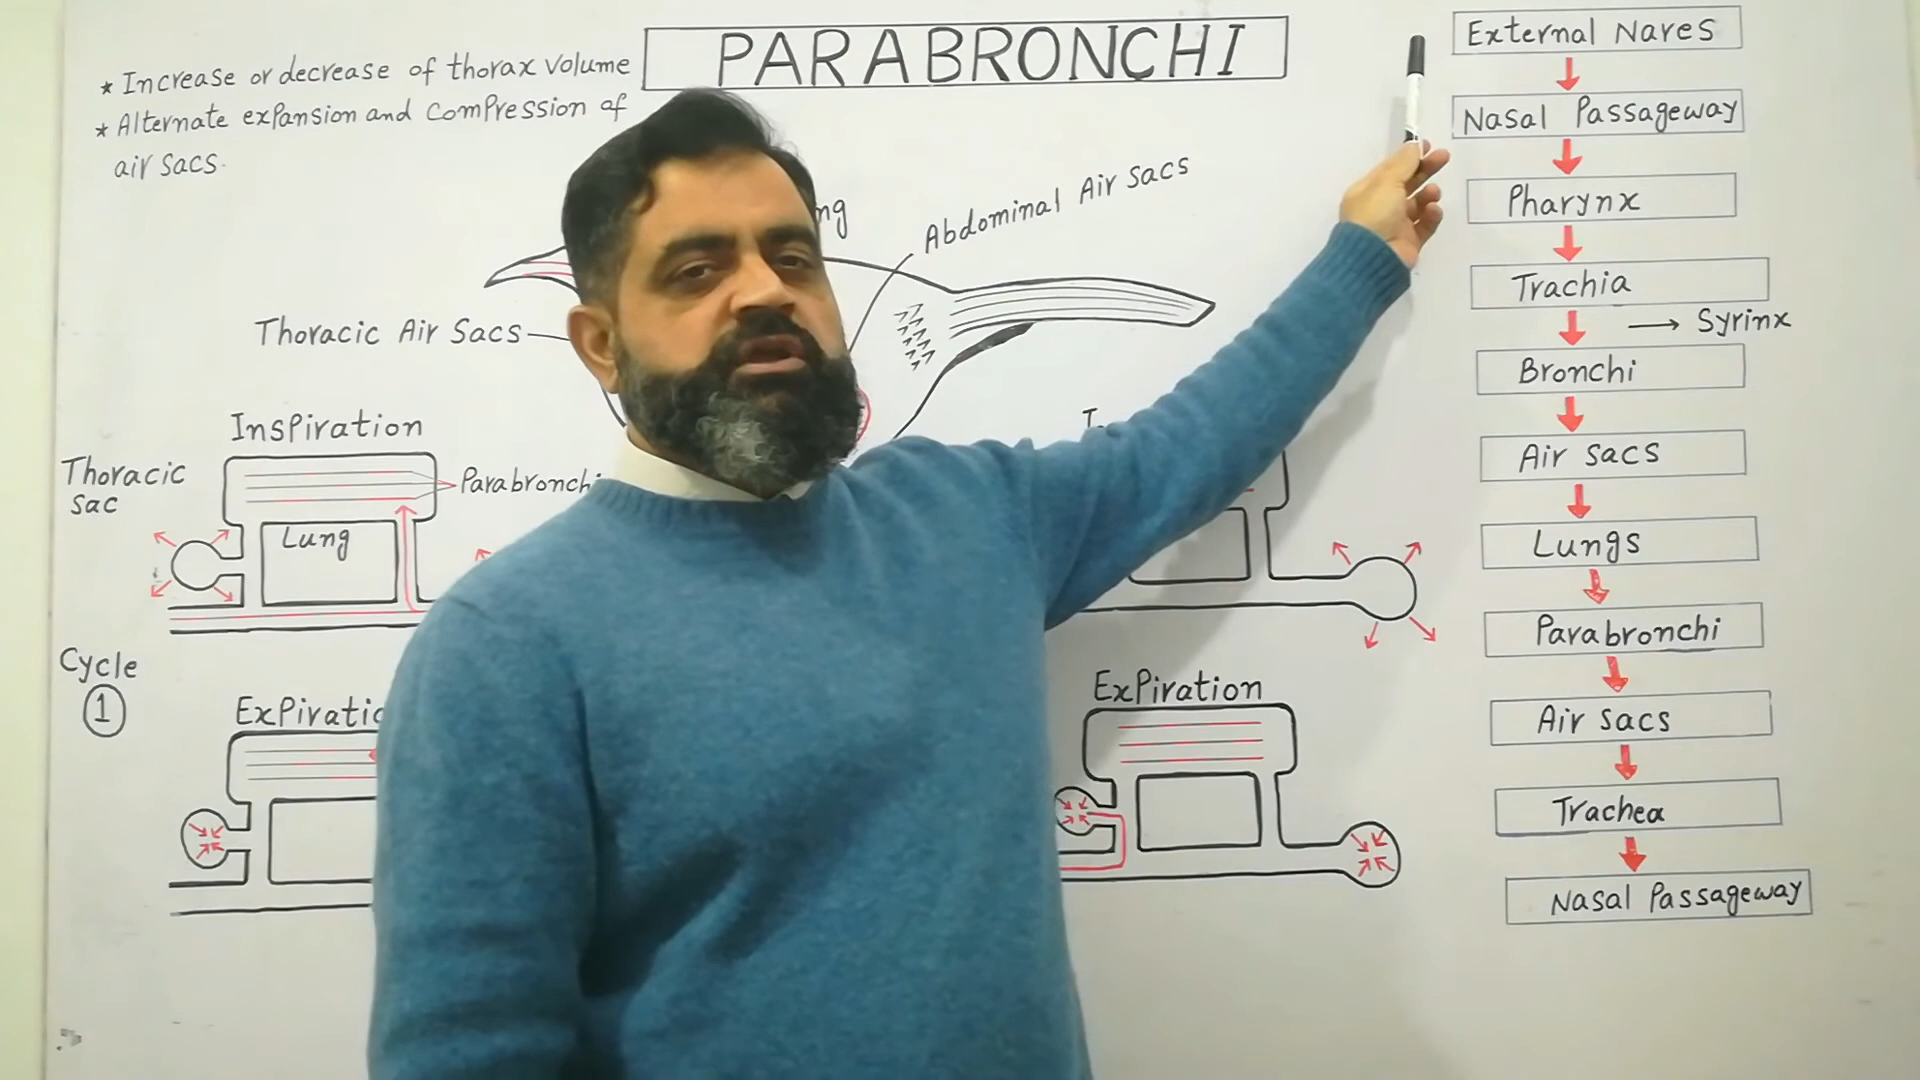 PARABRONCHI
* Increase or decrease of thorax volume
* Alternate expansion and compression of
air sacs.
Abdominal Air sacs
Thoracic Air Sacs
Inspiration
Thoracic
sac
Parabronchi
Lung
Cycle
1
Expiration
External Nares
Nasal Passageway
Pharynx
Trachia
Syrinx
Bronchi
Air sacs
Lungs
Parabronchi
Air sacs
Trachea
Nasal Passageway